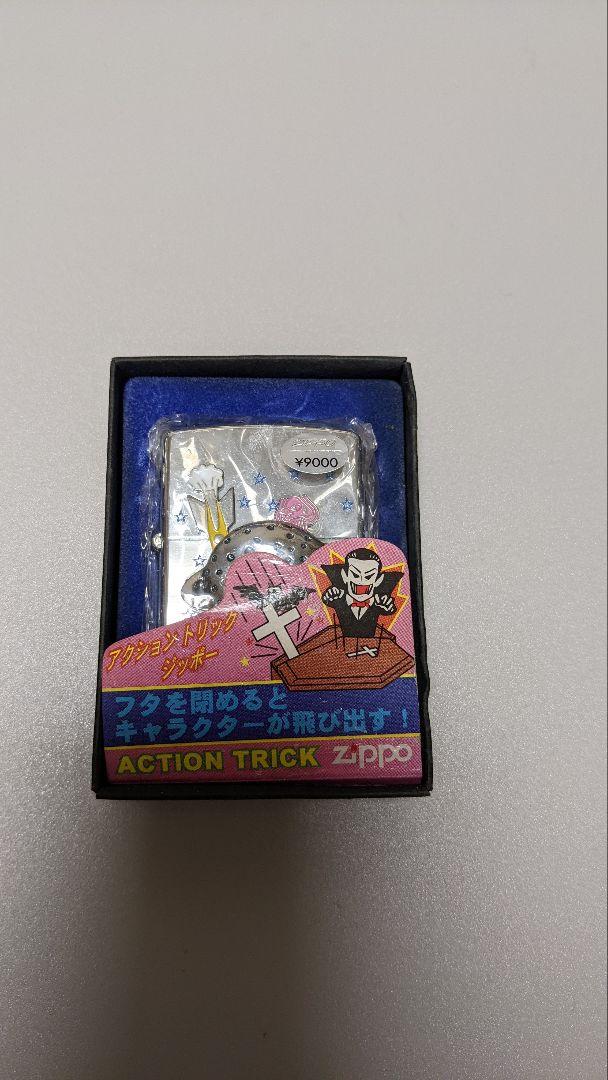 ¥9000
アクション・トリック
ジッポー
フタを閉めると
キャラクターが飛び出す！
ACTION TRICK zippo